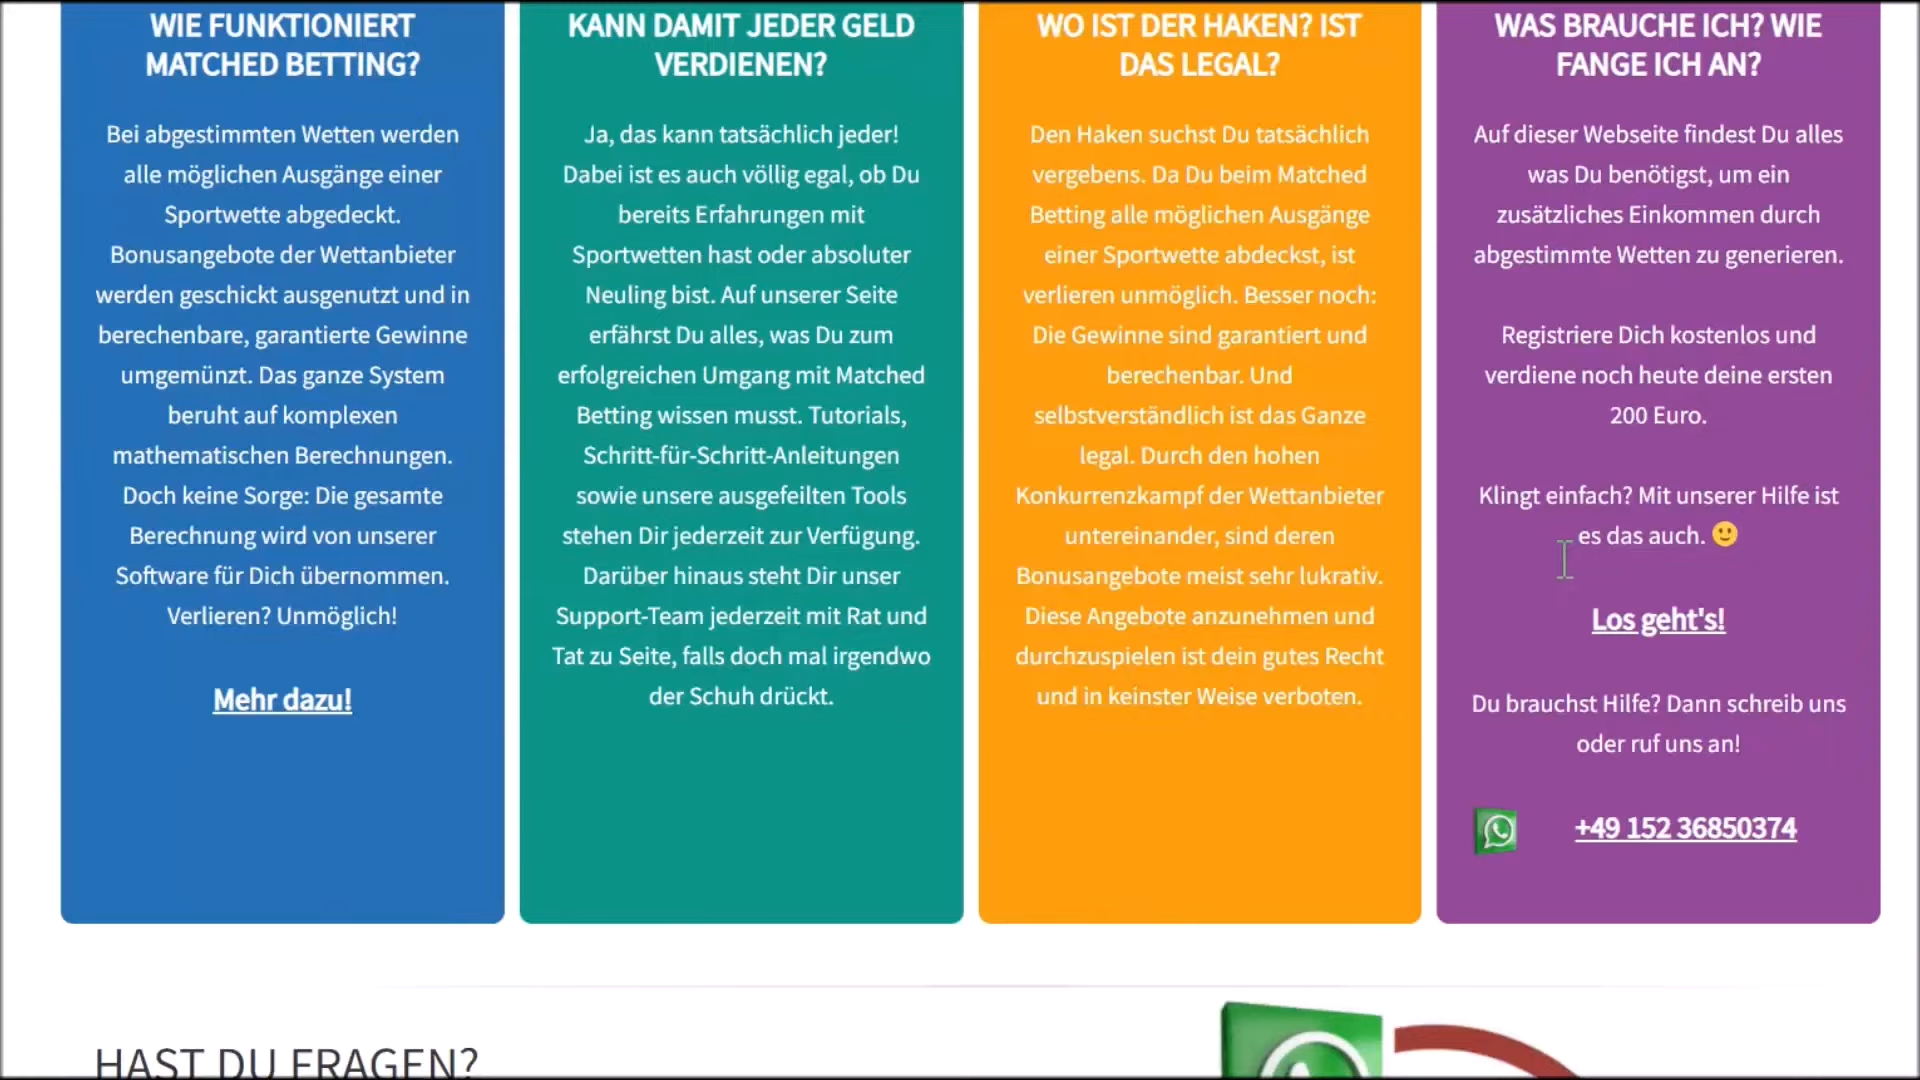 WIE FUNKTIONIERT
MATCHED BETTING?
Bei abgestimmten Wetten werden
alle möglichen Ausgänge einer
Sportwette abgedeckt.
Bonusangebote der Wettanbieter
werden geschickt ausgenutzt und in
berechenbare, garantierte Gewinne
umgemünzt. Das ganze System
beruht auf komplexen
mathematischen Berechnungen.
Doch keine Sorge: Die gesamte
Berechnung wird von unserer
Software für Dich übernommen.
Verlieren? Unmöglich!
Mehr dazu!
KANN DAMIT JEDER GELD
VERDIENEN?
Ja, das kann tatsächlich jeder!
Dabei ist es auch völlig egal, ob Du
bereits Erfahrungen mit
Sportwetten hast oder absoluter
Neuling bist. Auf unserer Seite
erfährst Du alles, was Du zum
erfolgreichen Umgang mit Matched
Betting wissen musst. Tutorials,
Schritt-für-Schritt-Anleitungen
sowie unsere ausgefeilten Tools
stehen Dir jederzeit zur Verfügung.
Darüber hinaus steht Dir unser
Support-Team jederzeit mit Rat und
Tat zu Seite, falls doch mal irgendwo
der Schuh drückt.
WO IST DER HAKEN? IST
DAS LEGAL?
Den Haken suchst Du tatsächlich
vergebens. Da Du beim Matched
Betting alle möglichen Ausgänge
einer Sportwette abdeckst, ist
verlieren unmöglich. Besser noch:
Die Gewinne sind garantiert und
berechenbar. Und
selbstverständlich ist das Ganze
legal. Durch den hohen
Konkurrenzkampf der Wettanbieter
untereinander, sind deren
Bonusangebote meist sehr lukrativ.
Diese Angebote anzunehmen und
durchzuspielen ist dein gutes Recht
und in keinster Weise verboten.
WAS BRAUCHE ICH? WIE
FANGE ICH AN?
Auf dieser Webseite findest Du alles
was Du benötigst, um ein
zusätzliches Einkommen durch
abgestimmte Wetten zu generieren.
Registriere Dich kostenlos und
verdiene noch heute deine ersten
200 Euro.
Klingt einfach? Mit unserer Hilfe ist
es das auch. 🙂
Los geht's!
Du brauchst Hilfe? Dann schreib uns
oder ruf uns an!
+49 152 36850374
HAST DU FRAGEN?